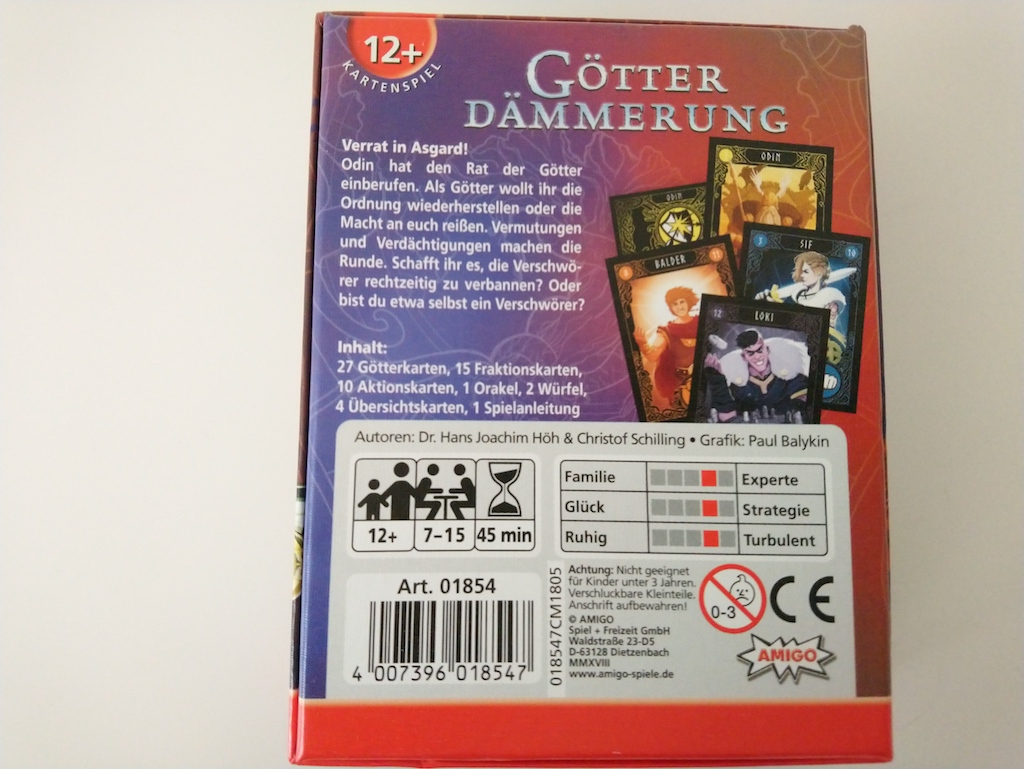 12+
KARTENSPIEL
GÖTTER
DÄMMERUNG
Verrat in Asgard!
Odin hat den Rat der Götter
einberufen. Als Götter wollt ihr die
Ordnung wiederherstellen oder die
Macht an euch reißen. Vermutungen
und Verdächtigungen machen die
Runde. Schafft ihr es, die Verschwö-
rer rechtzeitig zu verbannen? Oder
bist du etwa selbst ein Verschwörer?
ODIN
ODIN
3 SIF 10
8 BALDER 11
12 LOKI
Inhalt:
27 Götterkarten, 15 Fraktionskarten,
10 Aktionskarten, 1 Orakel, 2 Würfel,
4 Übersichtskarten, 1 Spielanleitung
Autoren: Dr. Hans Joachim Höh & Christof Schilling • Grafik: Paul Balykin
12+ 7–15 45 min
Familie Experte
Glück Strategie
Ruhig Turbulent
Art. 01854
4 007396 018547
018547CM1805
Achtung: Nicht geeignet
für Kinder unter 3 Jahren.
Verschluckbare Kleinteile.
Anschrift aufbewahren!
© AMIGO
Spiel + Freizeit GmbH
Waldstraße 23-D5
D-63128 Dietzenbach
MMXVIII
www.amigo-spiele.de
0-3
CE
AMIGO